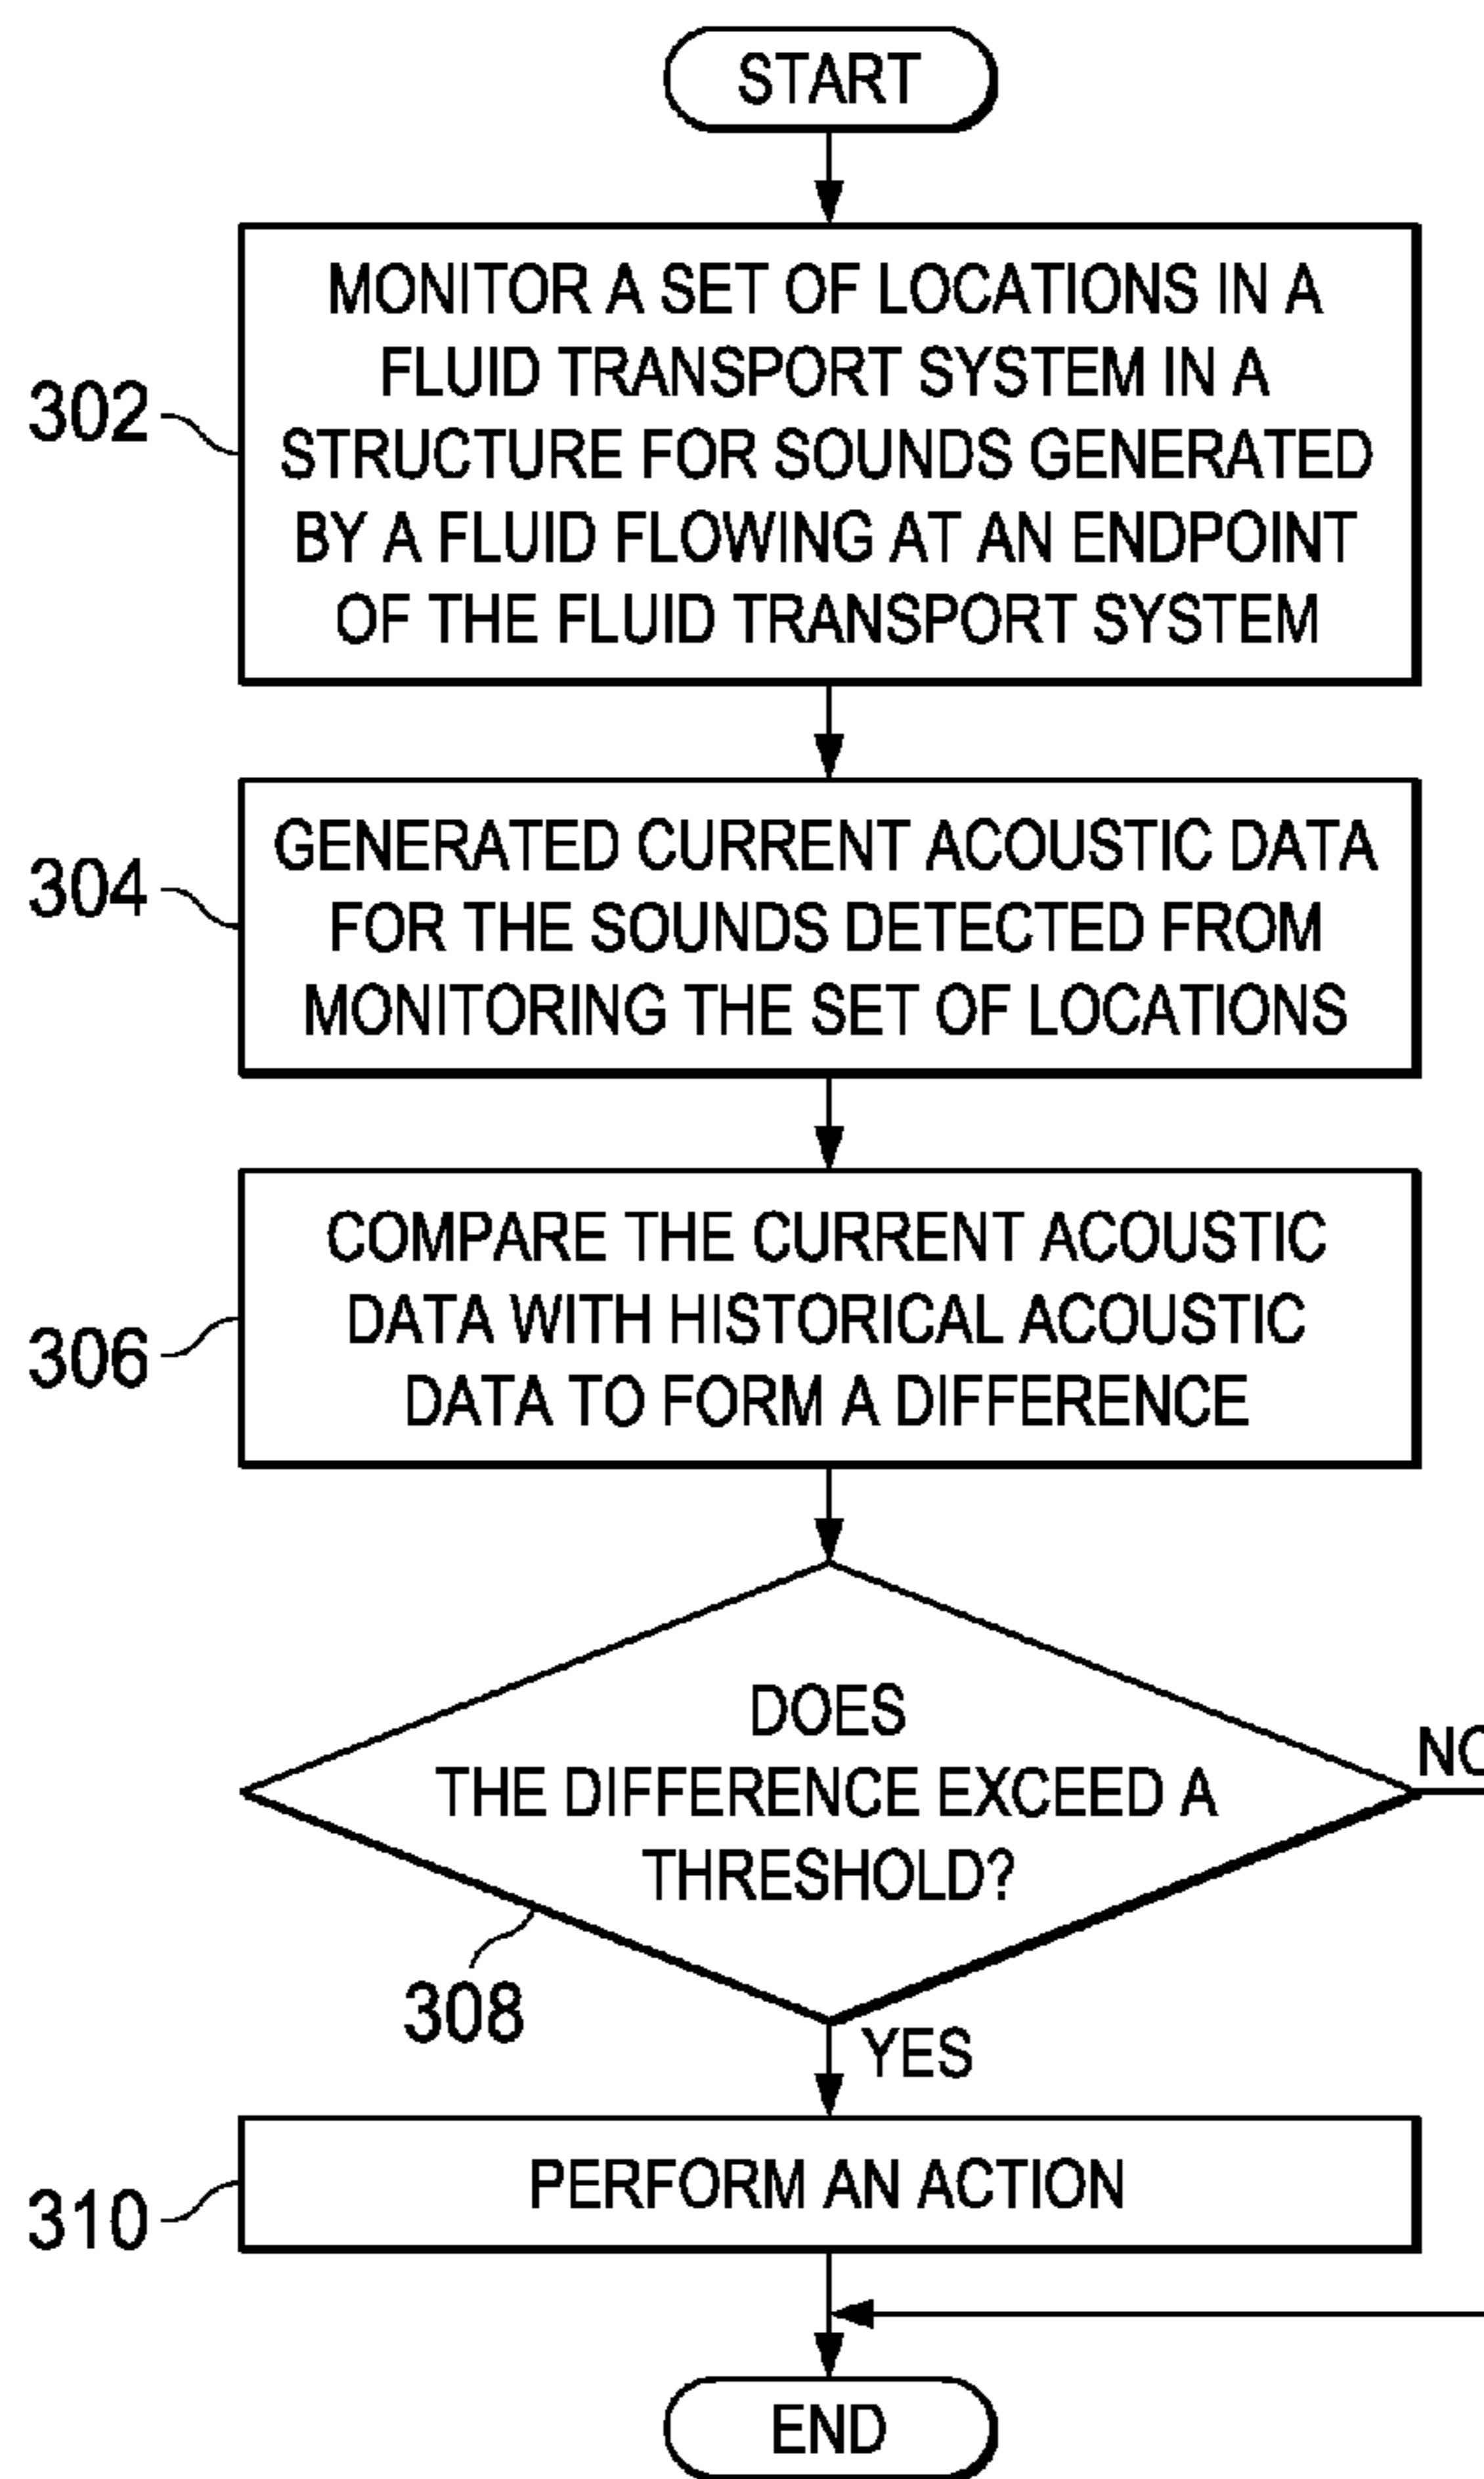 START
MONITOR A SET OF LOCATIONS IN A
FLUID TRANSPORT SYSTEM IN A
302
STRUCTURE FOR SOUNDS GENERATED
BY A FLUID FLOWING AT AN ENDPOINT
OF THE FLUID TRANSPORT SYSTEM
GENERATED CURRENT ACOUSTIC DATA
304
FOR THE SOUNDS DETECTED FROM
MONITORING THE SET OF LOCATIONS
COMPARE THE CURRENT ACOUSTIC
DATA WITH HISTORICAL ACOUSTIC
306
DATA TO FORM A DIFFERENCE
DOES
NO
THE DIFFERENCE EXCEED A
THRESHOLD?
308
YES
PERFORM AN ACTION
310
END